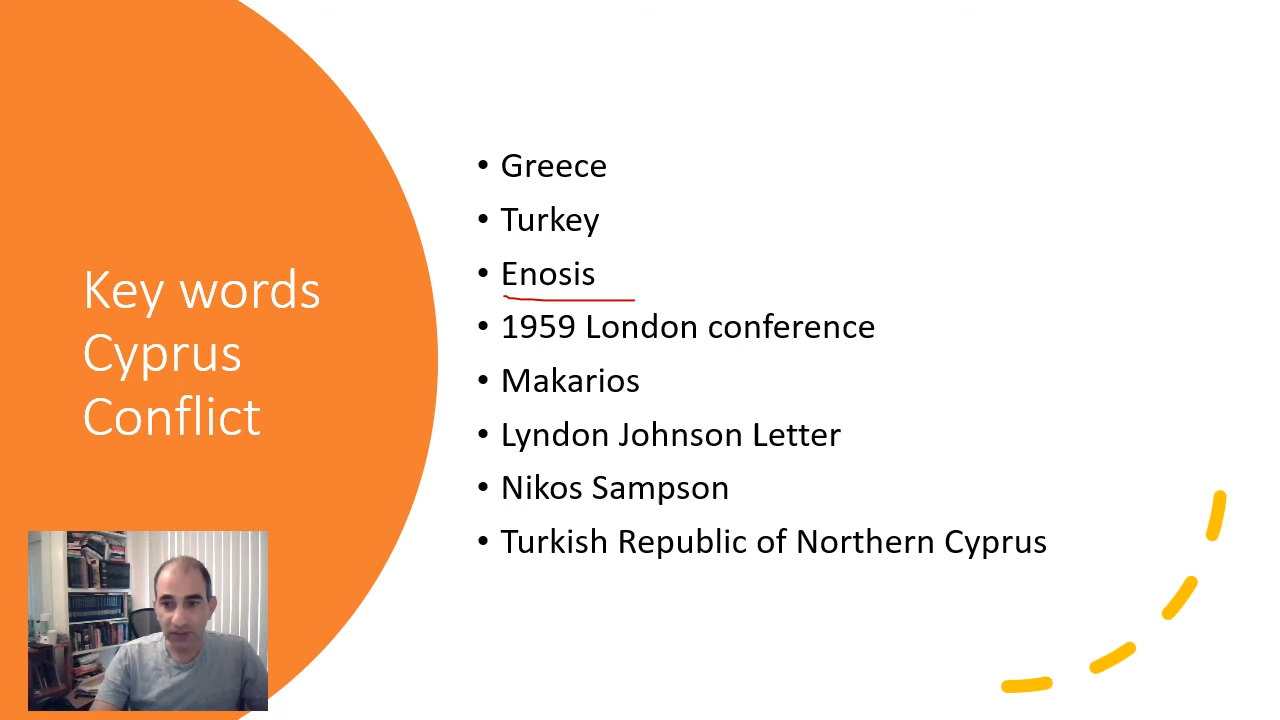 Key words
Cyprus
Conflict
• Greece
• Turkey
• Enosis
• 1959 London conference
• Makarios
• Lyndon Johnson Letter
• Nikos Sampson
• Turkish Republic of Northern Cyprus